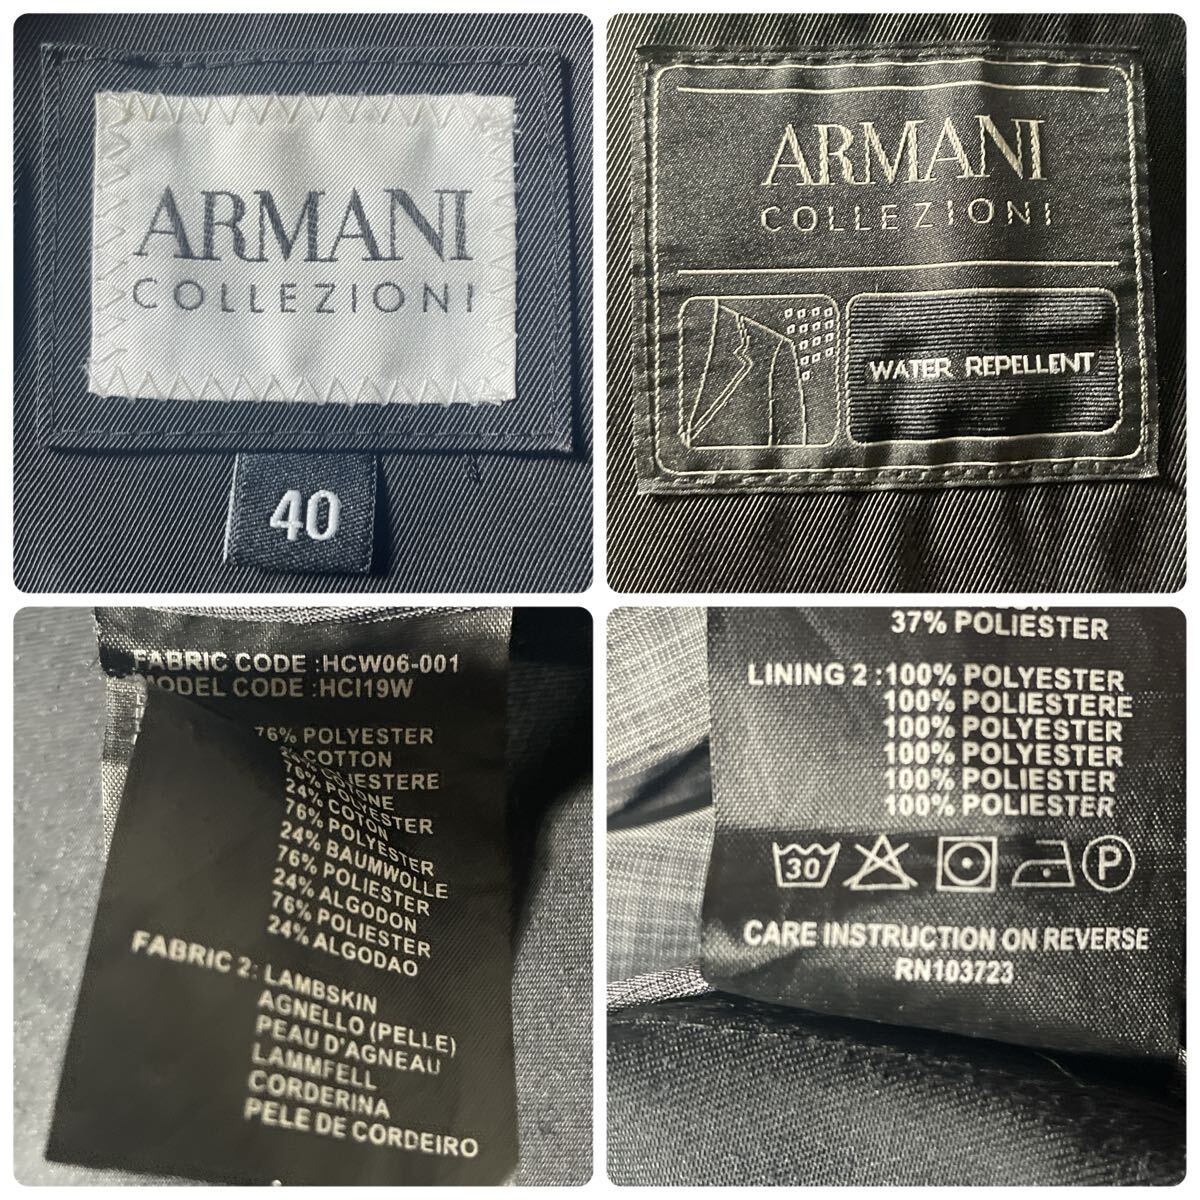 ARMANI
COLLEZIONI
40
ARMANI
COLLEZIONI
WATER REPELLENT
FABRIC CODE :HCW06-001
MODEL CODE :HCI19W
76% POLYESTER
COTTON
76%
24% COTONE
76% POLYESTER
24% BAUMWOLLE
76% POLIESTER
24% ALGODON
76% POLIESTER
24% ALGODAO
FABRIC 2: LAMBSKIN
AGNELLO (PELLE)
PEAU D'AGNEAU
LAMMFELL
CORDERINA
PELE DE CORDEIRO
37% POLIESTER
LINING 2 :100% POLYESTER
100% POLIESTERE
100% POLYESTER
100% POLYESTER
100% POLIESTER
100% POLIESTER
30
P
CARE INSTRUCTION ON REVERSE
RN103723